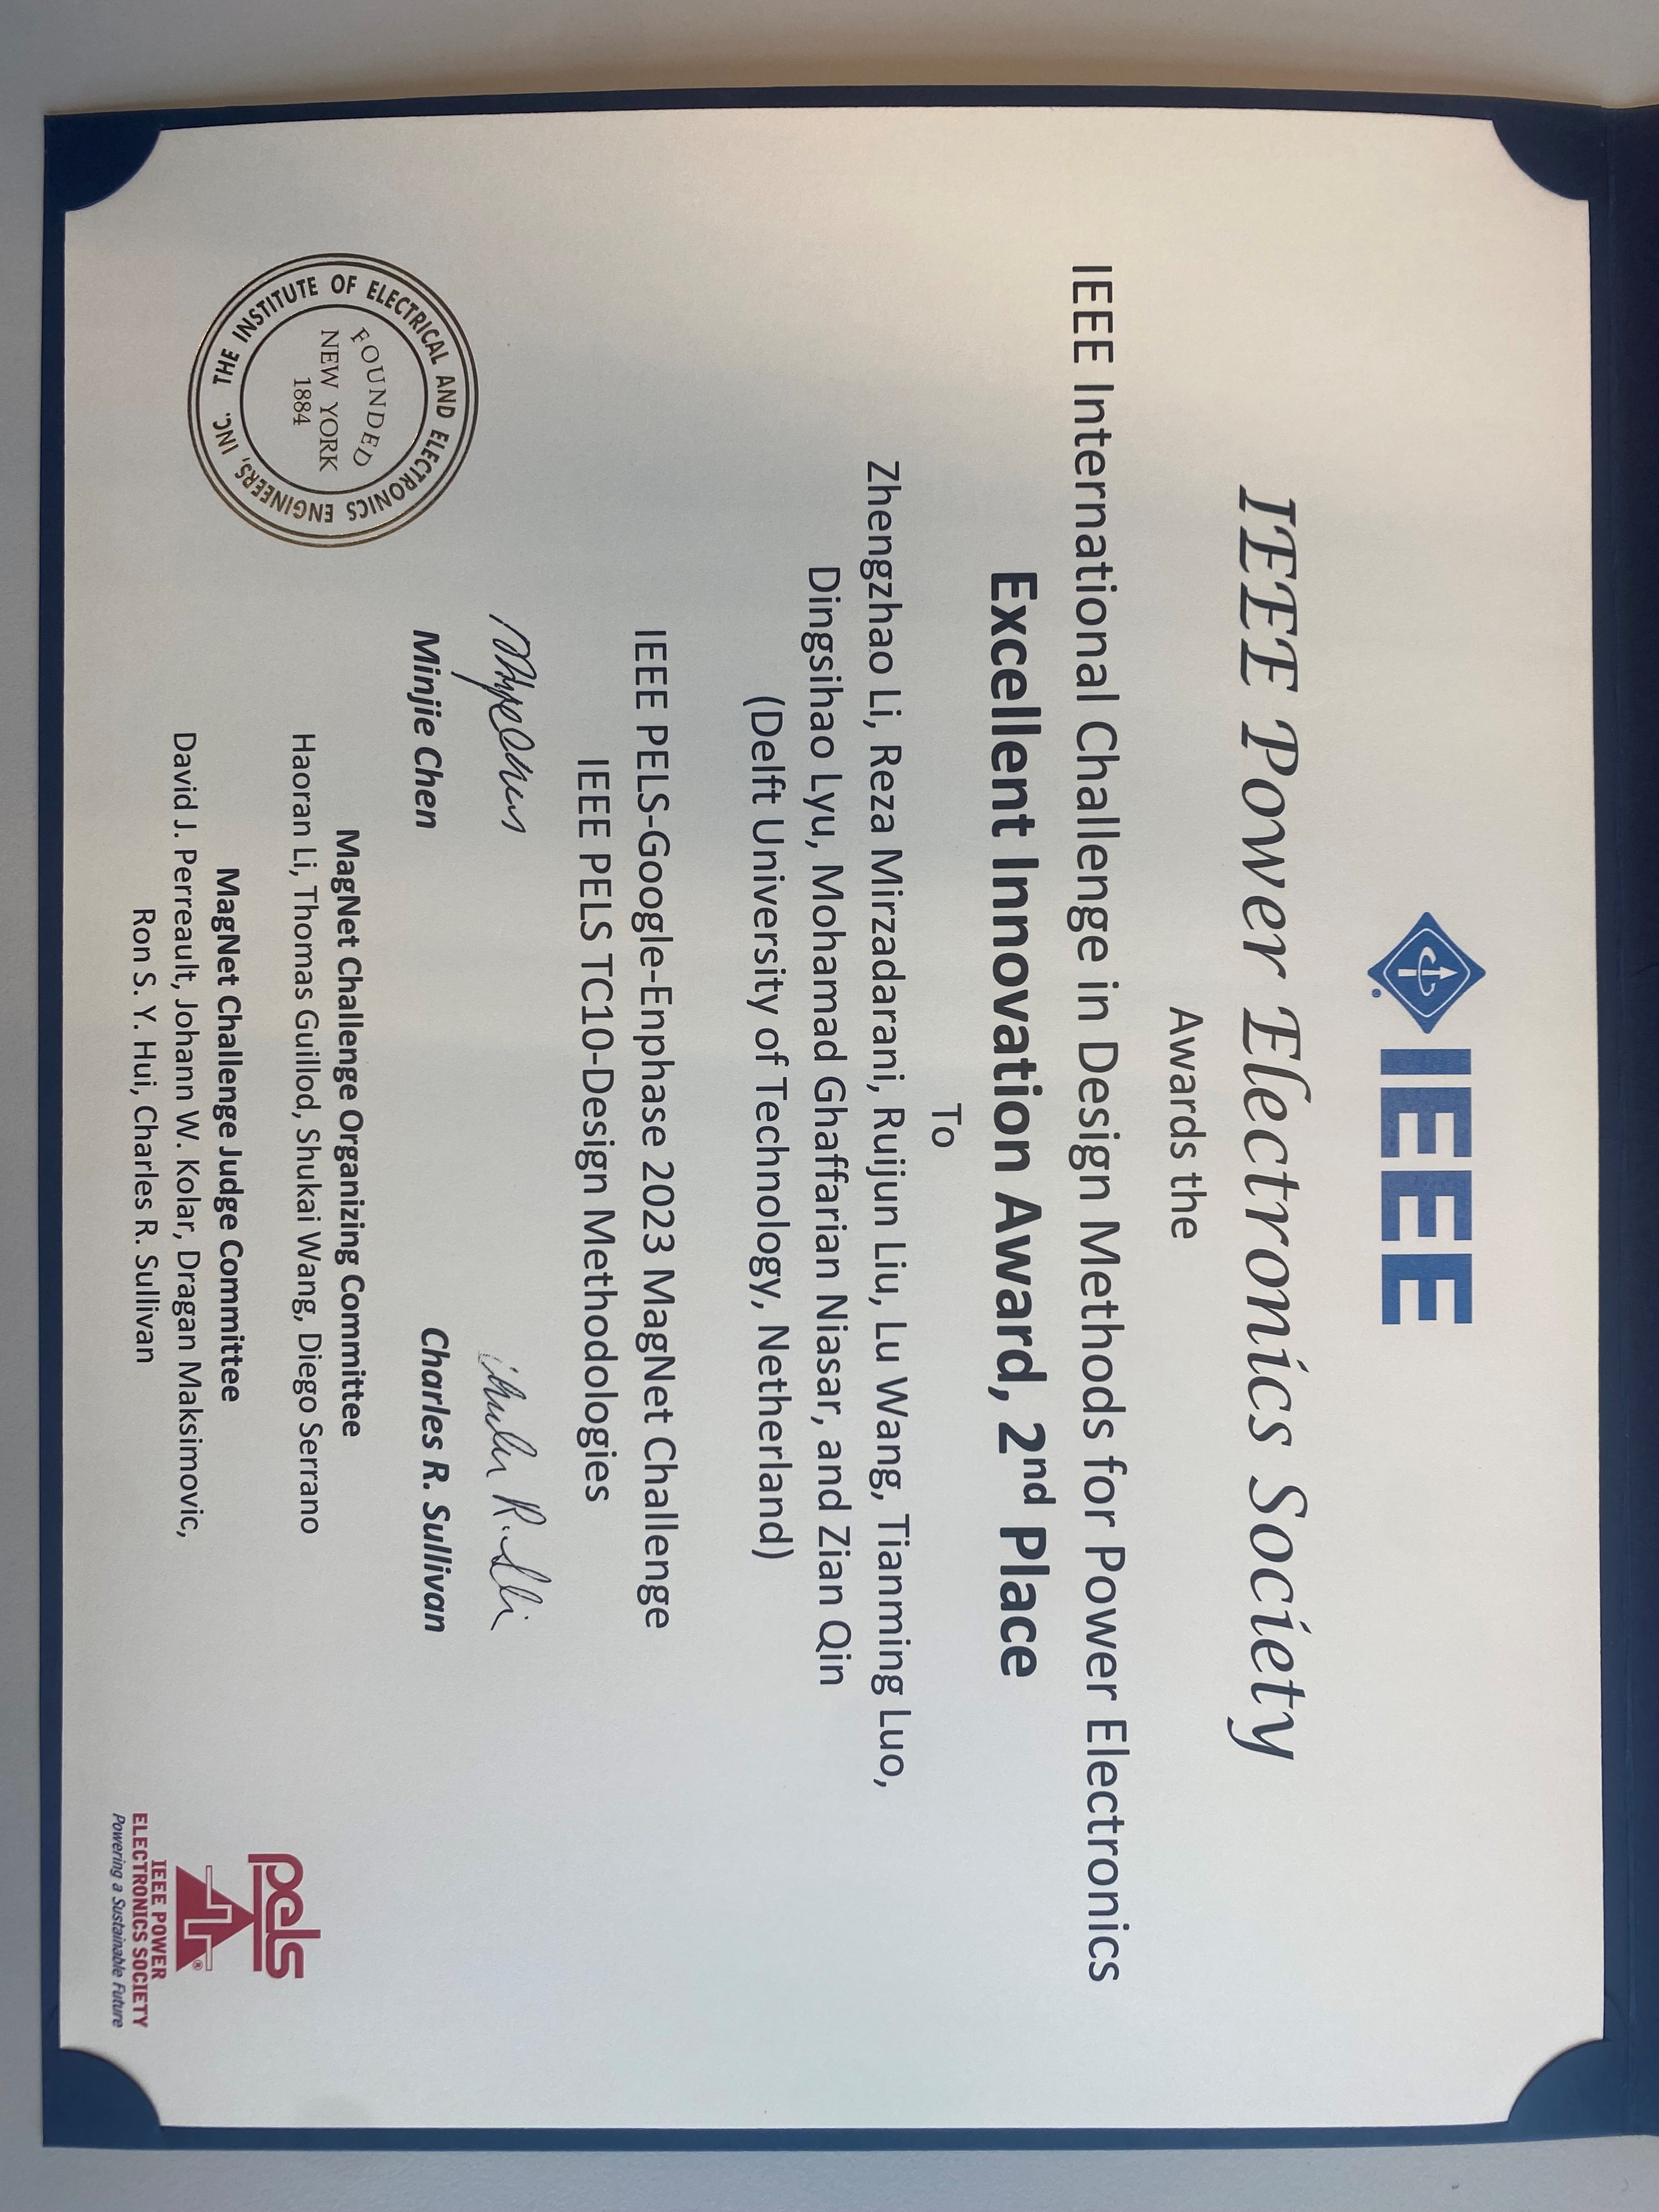 IEEE
IEEE Power Electronics Society
Awards the
IEEE International Challenge in Design Methods for Power Electronics
Excellent Innovation Award, 2nd Place
To
Zhengzhao Li, Reza Mirzadarani, Ruijun Liu, Lu Wang, Tianming Luo,
Dingsihao Lyu, Mohamad Ghaffarian Niasar, and Zian Qin
(Delft University of Technology, Netherland)
IEEE PELS-Google-Enphase 2023 MagNet Challenge
IEEE PELS TC10-Design Methodologies
Minjie Chen
Charles R. Sullivan
THE INSTITUTE OF ELECTRICAL AND ELECTRONICS ENGINEERS, INC.
FOUNDED
NEW YORK
1884
MagNet Challenge Organizing Committee
Haoran Li, Thomas Guillod, Shukai Wang, Diego Serrano
MagNet Challenge Judge Committee
David J. Perreault, Johann W. Kolar, Dragan Maksimovic,
Ron S. Y. Hui, Charles R. Sullivan
pels
®
IEEE POWER
ELECTRONICS SOCIETY
Powering a Sustainable Future